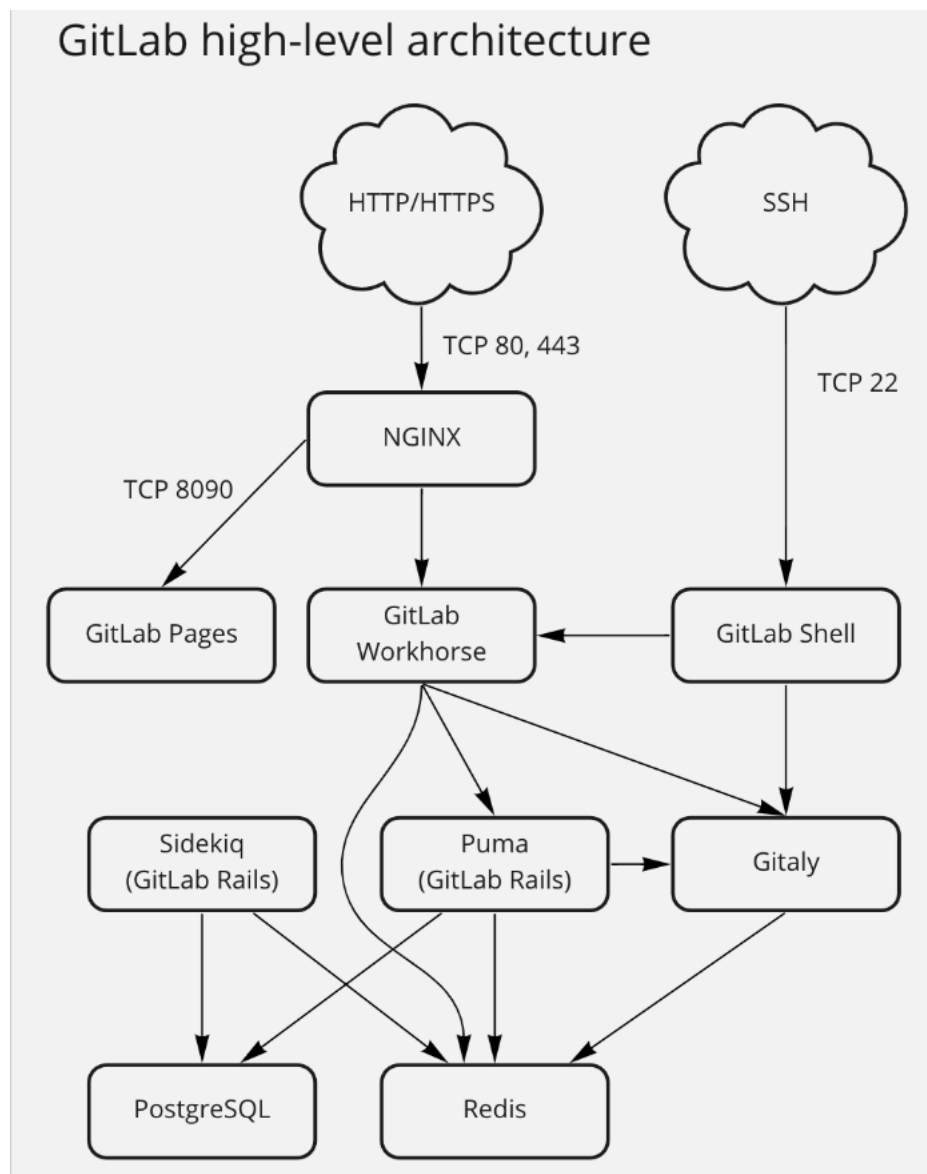 GitLab high-level architecture
HTTP/HTTPS
SSH
TCP 80, 443
TCP 22
NGINX
TCP 8090
GitLab Pages
GitLab
Workhorse
GitLab Shell
Sidekiq
(GitLab Rails)
Puma
(GitLab Rails)
Gitaly
PostgreSQL
Redis